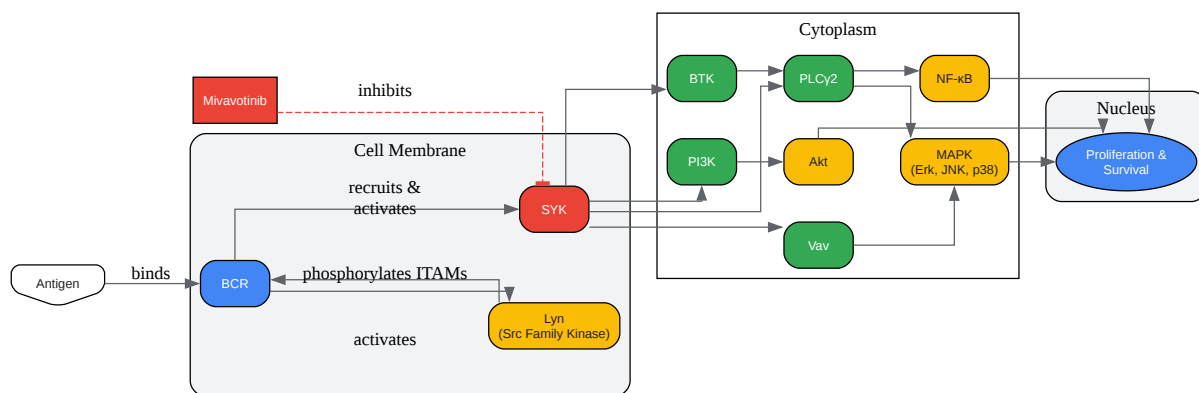 Cytoplasm
BTK
PLCγ2
NF-κB
Mivavotinib
inhibits
Nucleus
Cell Membrane
PI3K
Akt
MAPK
(Erk, JNK, p38)
Proliferation &
Survival
recruits &
activates
SYK
Vav
Antigen
binds
BCR
phosphorylates ITAMs
Lyn
(Src Family Kinase)
activates